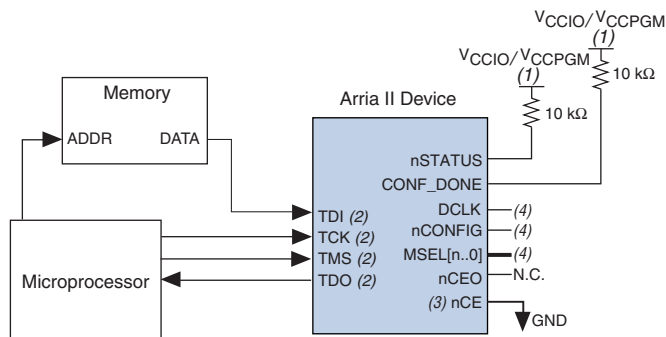 VCCIO/VCCPGM
(1)
VCCIO/VCCPGM
(1)
10 kΩ
10 kΩ
Memory
ADDR DATA
Arria II Device
nSTATUS
CONF_DONE
TDI (2)
DCLK (4)
TCK (2)
nCONFIG (4)
TMS (2)
MSEL[n..0] (4)
TDO (2)
nCEO N.C.
(3) nCE
GND
Microprocessor